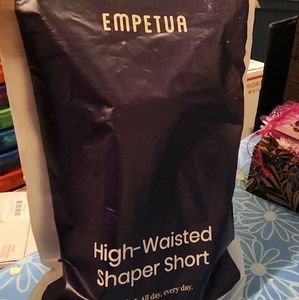 EMPETUA
High-Waisted
Shaper Short
All day, every day.